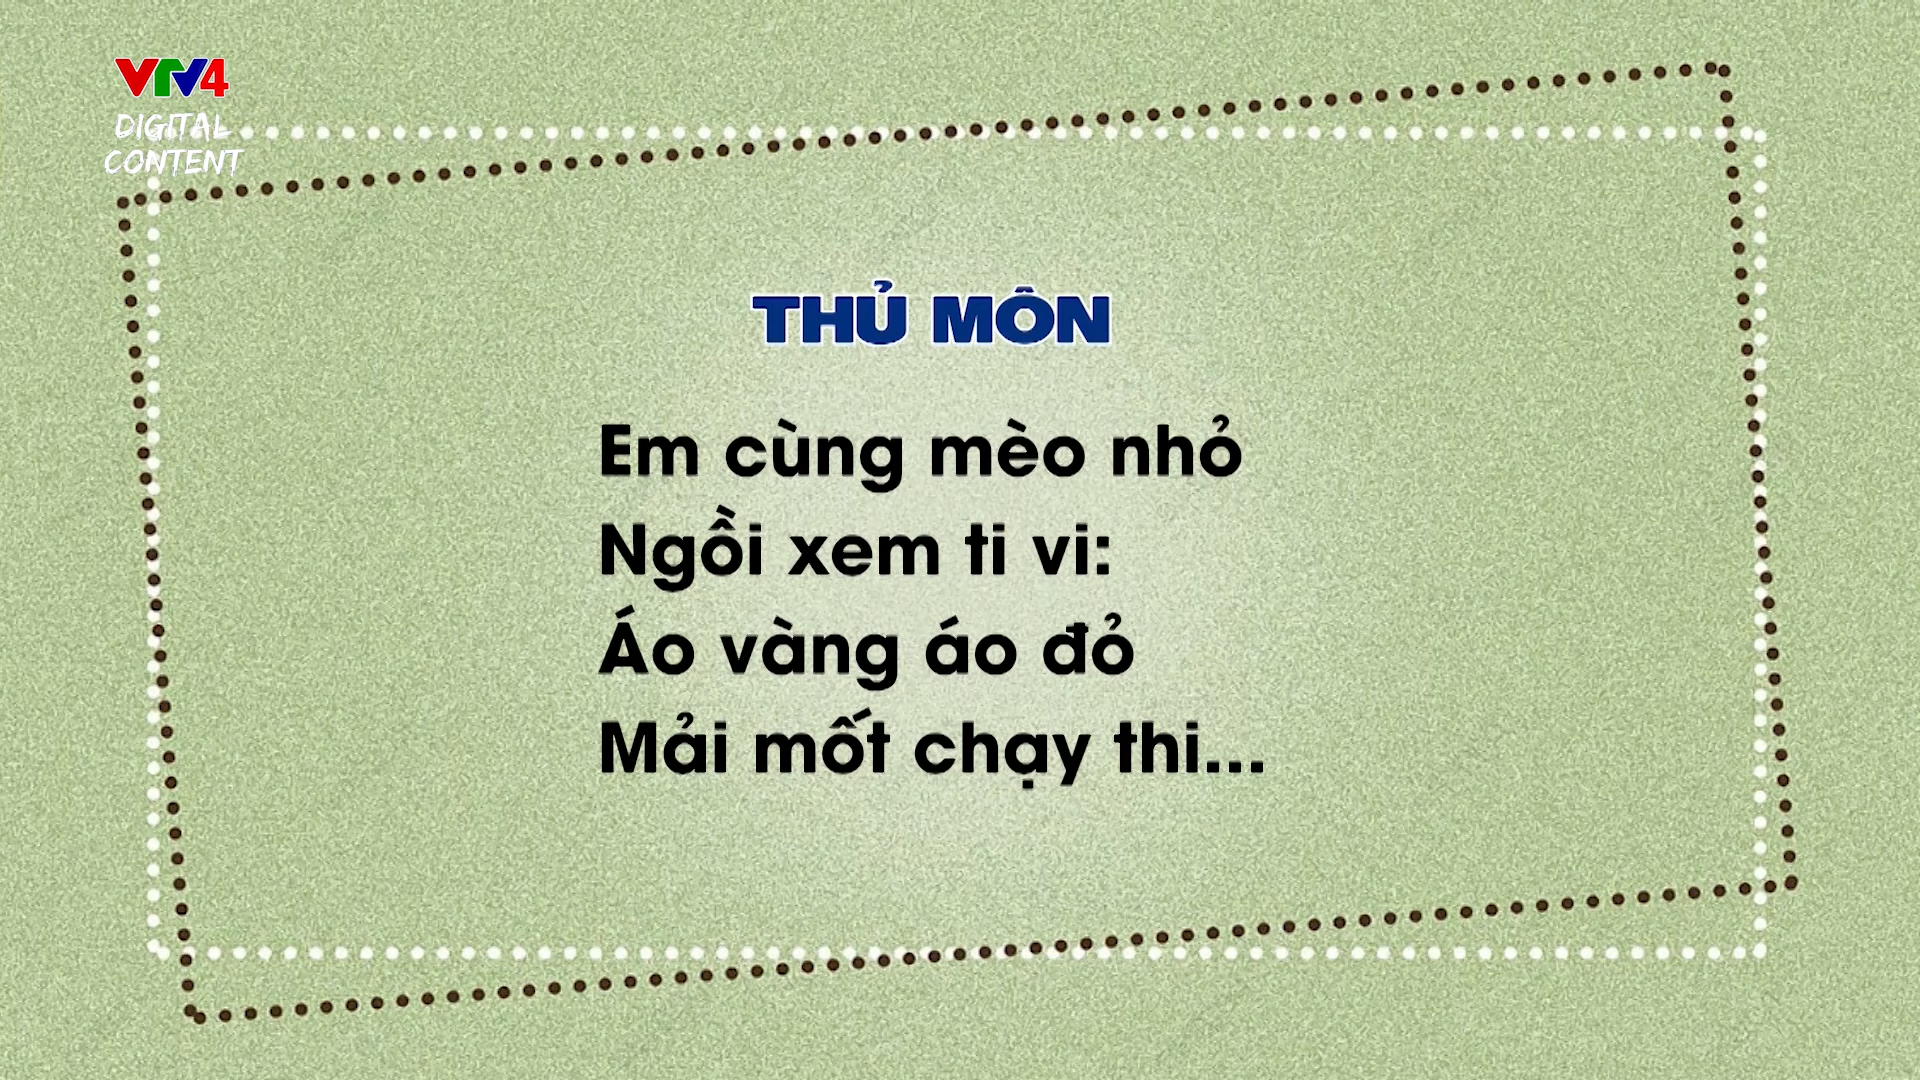 VTV4
DIGITAL
CONTENT
THỦ MÔN
Em cùng mèo nhỏ
Ngồi xem ti vi:
Áo vàng áo đỏ
Mải mốt chạy thi...